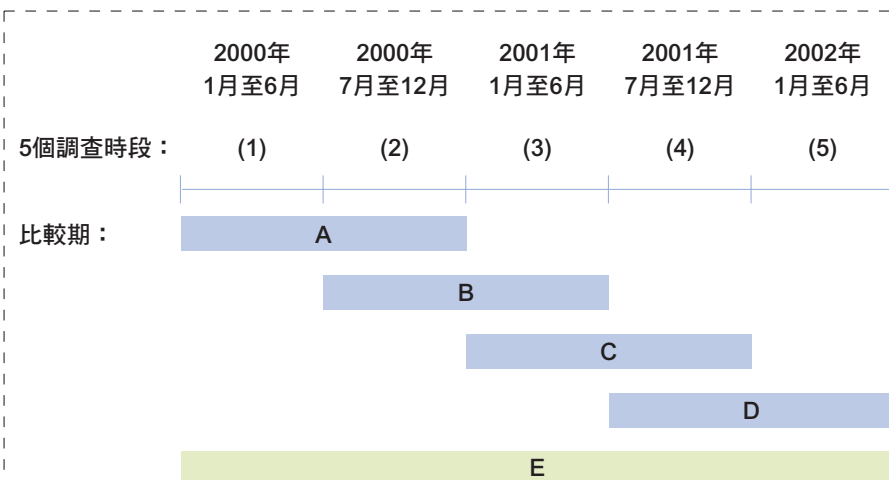 2000年 2000年 2001年 2001年 2002年
1月至6月 7月至12月 1月至6月 7月至12月 1月至6月
5個調查時段： (1) (2) (3) (4) (5)
比較期： A
B
C
D
E